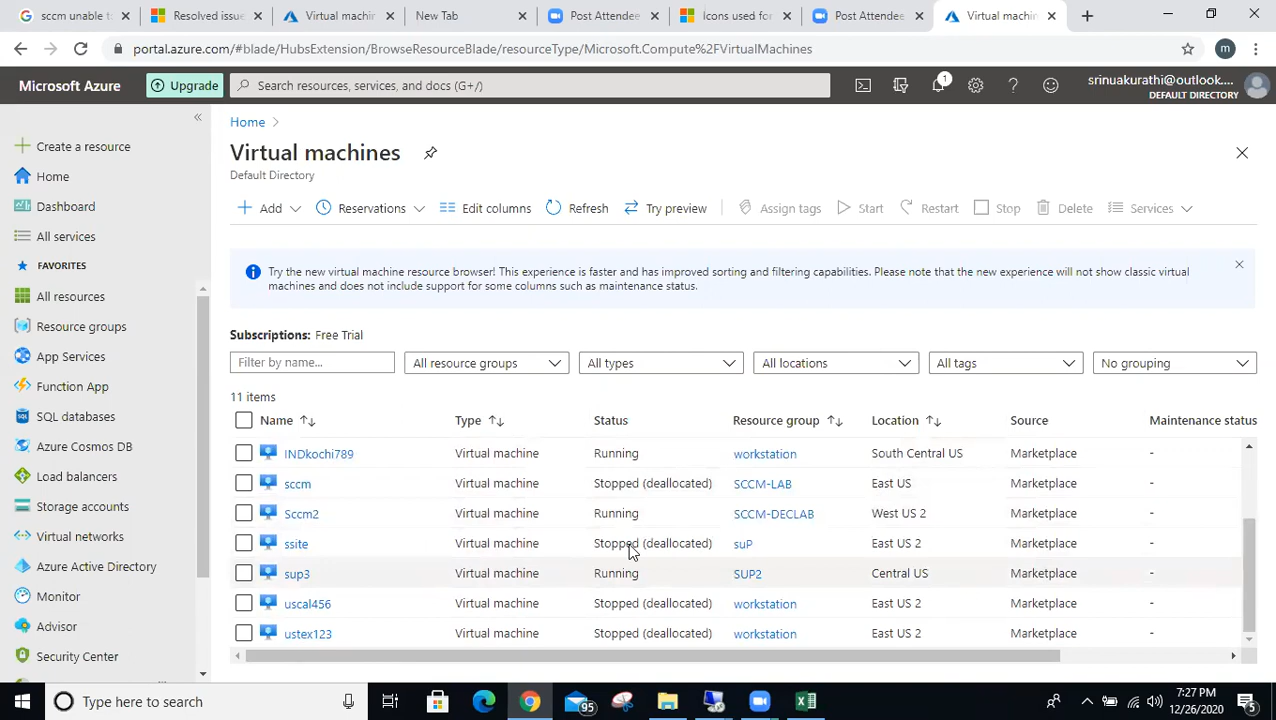 sccm unable t
Resolved issue
Virtual machin
New Tab
Post Attendee
Icons used for
Post Attendee
Virtual machin
portal.azure.com/#blade/HubsExtension/BrowseResourceBlade/resourceType/Microsoft.Compute%2FVirtualMachines
m
Microsoft Azure
Upgrade
Search resources, services, and docs (G+/)
1
srinuakurathi@outlook....
DEFAULT DIRECTORY
Create a resource
Home
Dashboard
All services
FAVORITES
All resources
Resource groups
App Services
Function App
SQL databases
Azure Cosmos DB
Load balancers
Storage accounts
Virtual networks
Azure Active Directory
Monitor
Advisor
Security Center
Home
Virtual machines
Default Directory
Add Reservations Edit columns Refresh Try preview Assign tags Start Restart Stop Delete Services
Try the new virtual machine resource browser! This experience is faster and has improved sorting and filtering capabilities. Please note that the new experience will not show classic virtual
machines and does not include support for some columns such as maintenance status.
Subscriptions: Free Trial
Filter by name... All resource groups All types All locations All tags No grouping
11 items
Name Type Status Resource group Location Source Maintenance status
INDkochi789 Virtual machine Running workstation South Central US Marketplace -
sccm Virtual machine Stopped (deallocated) SCCM-LAB East US Marketplace -
Sccm2 Virtual machine Running SCCM-DECLAB West US 2 Marketplace -
ssite Virtual machine Stopped (deallocated) suP East US 2 Marketplace -
sup3 Virtual machine Running SUP2 Central US Marketplace -
uscal456 Virtual machine Stopped (deallocated) workstation East US 2 Marketplace -
ustex123 Virtual machine Stopped (deallocated) workstation East US 2 Marketplace -
Type here to search
95
7:27 PM
12/26/2020
5